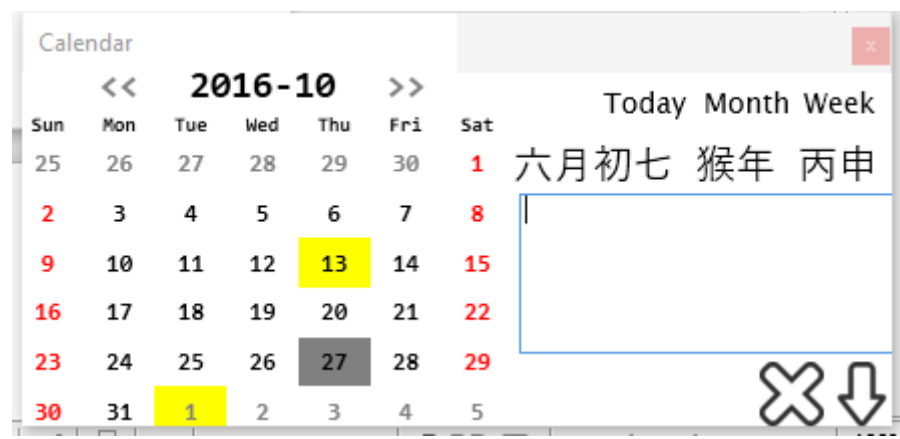 Calendar x
<< 2016-10 >>
Today Month Week
Sun Mon Tue Wed Thu Fri Sat
25 26 27 28 29 30 1
六月初七 猴年 丙申
2 3 4 5 6 7 8
9 10 11 12 13 14 15
16 17 18 19 20 21 22
23 24 25 26 27 28 29
30 31 1 2 3 4 5